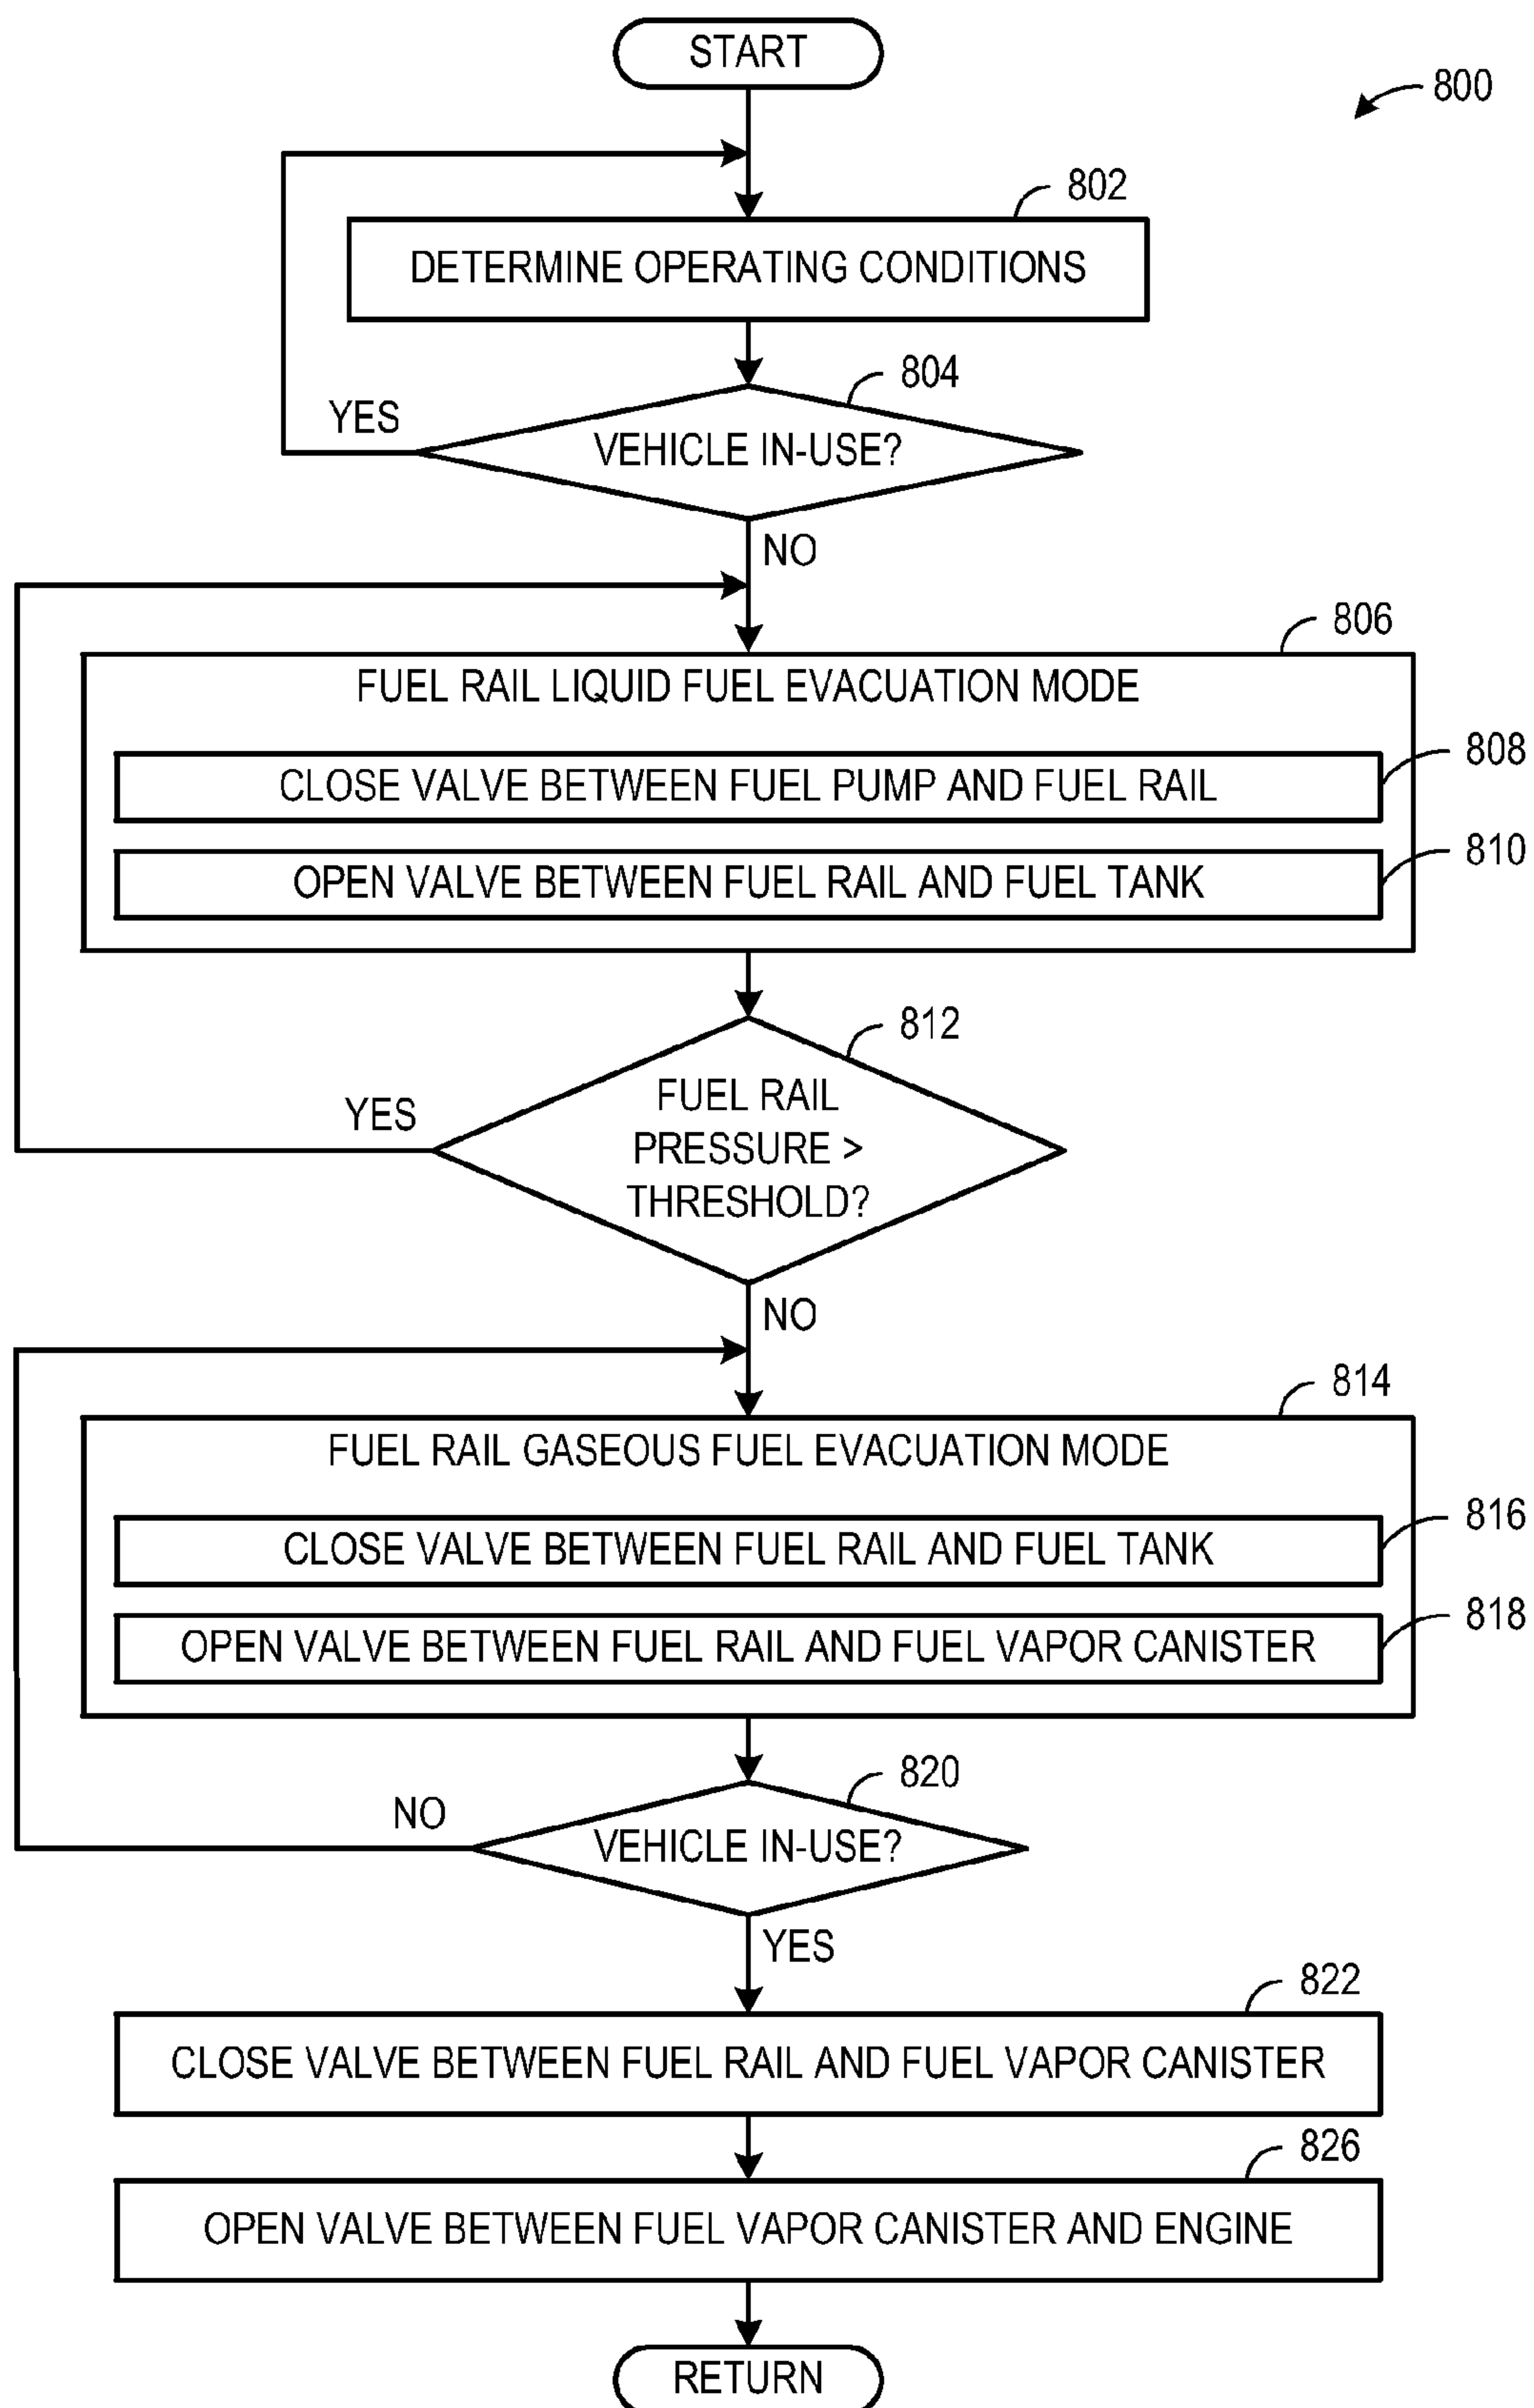 START
800
802
DETERMINE OPERATING CONDITIONS
804
YES
VEHICLE IN-USE?
NO
806
FUEL RAIL LIQUID FUEL EVACUATION MODE
808
CLOSE VALVE BETWEEN FUEL PUMP AND FUEL RAIL
810
OPEN VALVE BETWEEN FUEL RAIL AND FUEL TANK
812
YES
FUEL RAIL
PRESSURE >
THRESHOLD?
NO
814
FUEL RAIL GASEOUS FUEL EVACUATION MODE
816
CLOSE VALVE BETWEEN FUEL RAIL AND FUEL TANK
818
OPEN VALVE BETWEEN FUEL RAIL AND FUEL VAPOR CANISTER
820
NO
VEHICLE IN-USE?
YES
822
CLOSE VALVE BETWEEN FUEL RAIL AND FUEL VAPOR CANISTER
826
OPEN VALVE BETWEEN FUEL VAPOR CANISTER AND ENGINE
RETURN